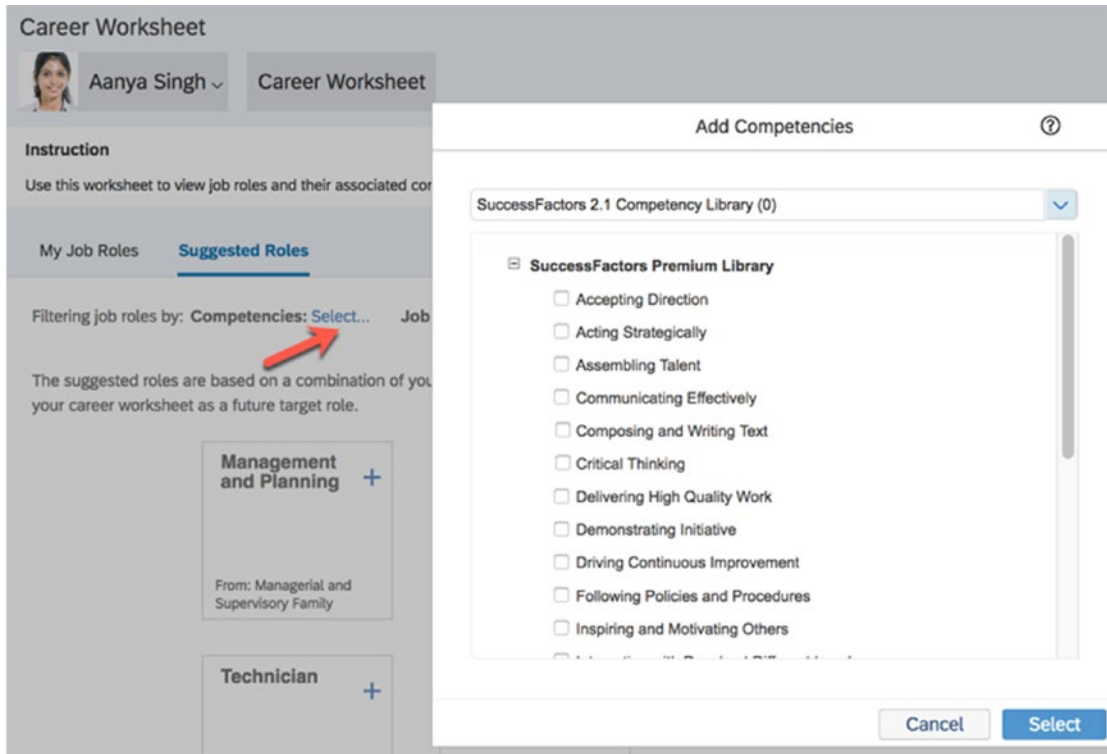 Career Worksheet
Aanya Singh
Career Worksheet
Instruction
Use this worksheet to view job roles and their associated
My Job Roles
Suggested Roles
Filtering job roles by: Competencies: Select... Job
The suggested roles are based on a combination of
your career worksheet as a future target role.
Management
and Planning
From: Managerial and
Supervisory Family
Technician
Add Competencies
SuccessFactors 2.1 Competency Library (0)
SuccessFactors Premium Library
Accepting Direction
Acting Strategically
Assembling Talent
Communicating Effectively
Composing and Writing Text
Critical Thinking
Delivering High Quality Work
Demonstrating Initiative
Driving Continuous Improvement
Following Policies and Procedures
Inspiring and Motivating Others
Cancel
Select